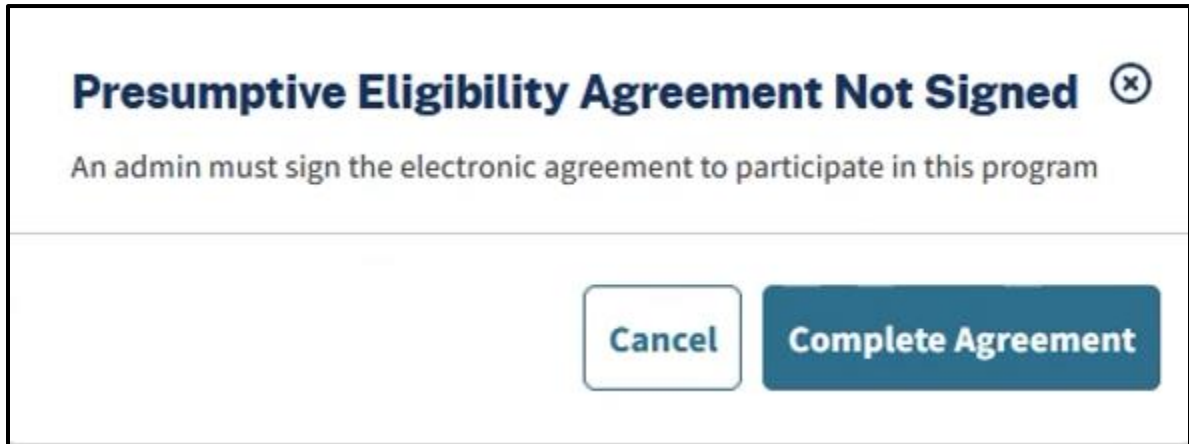 Presumptive Eligibility Agreement Not Signed
An admin must sign the electronic agreement to participate in this program
Cancel
Complete Agreement